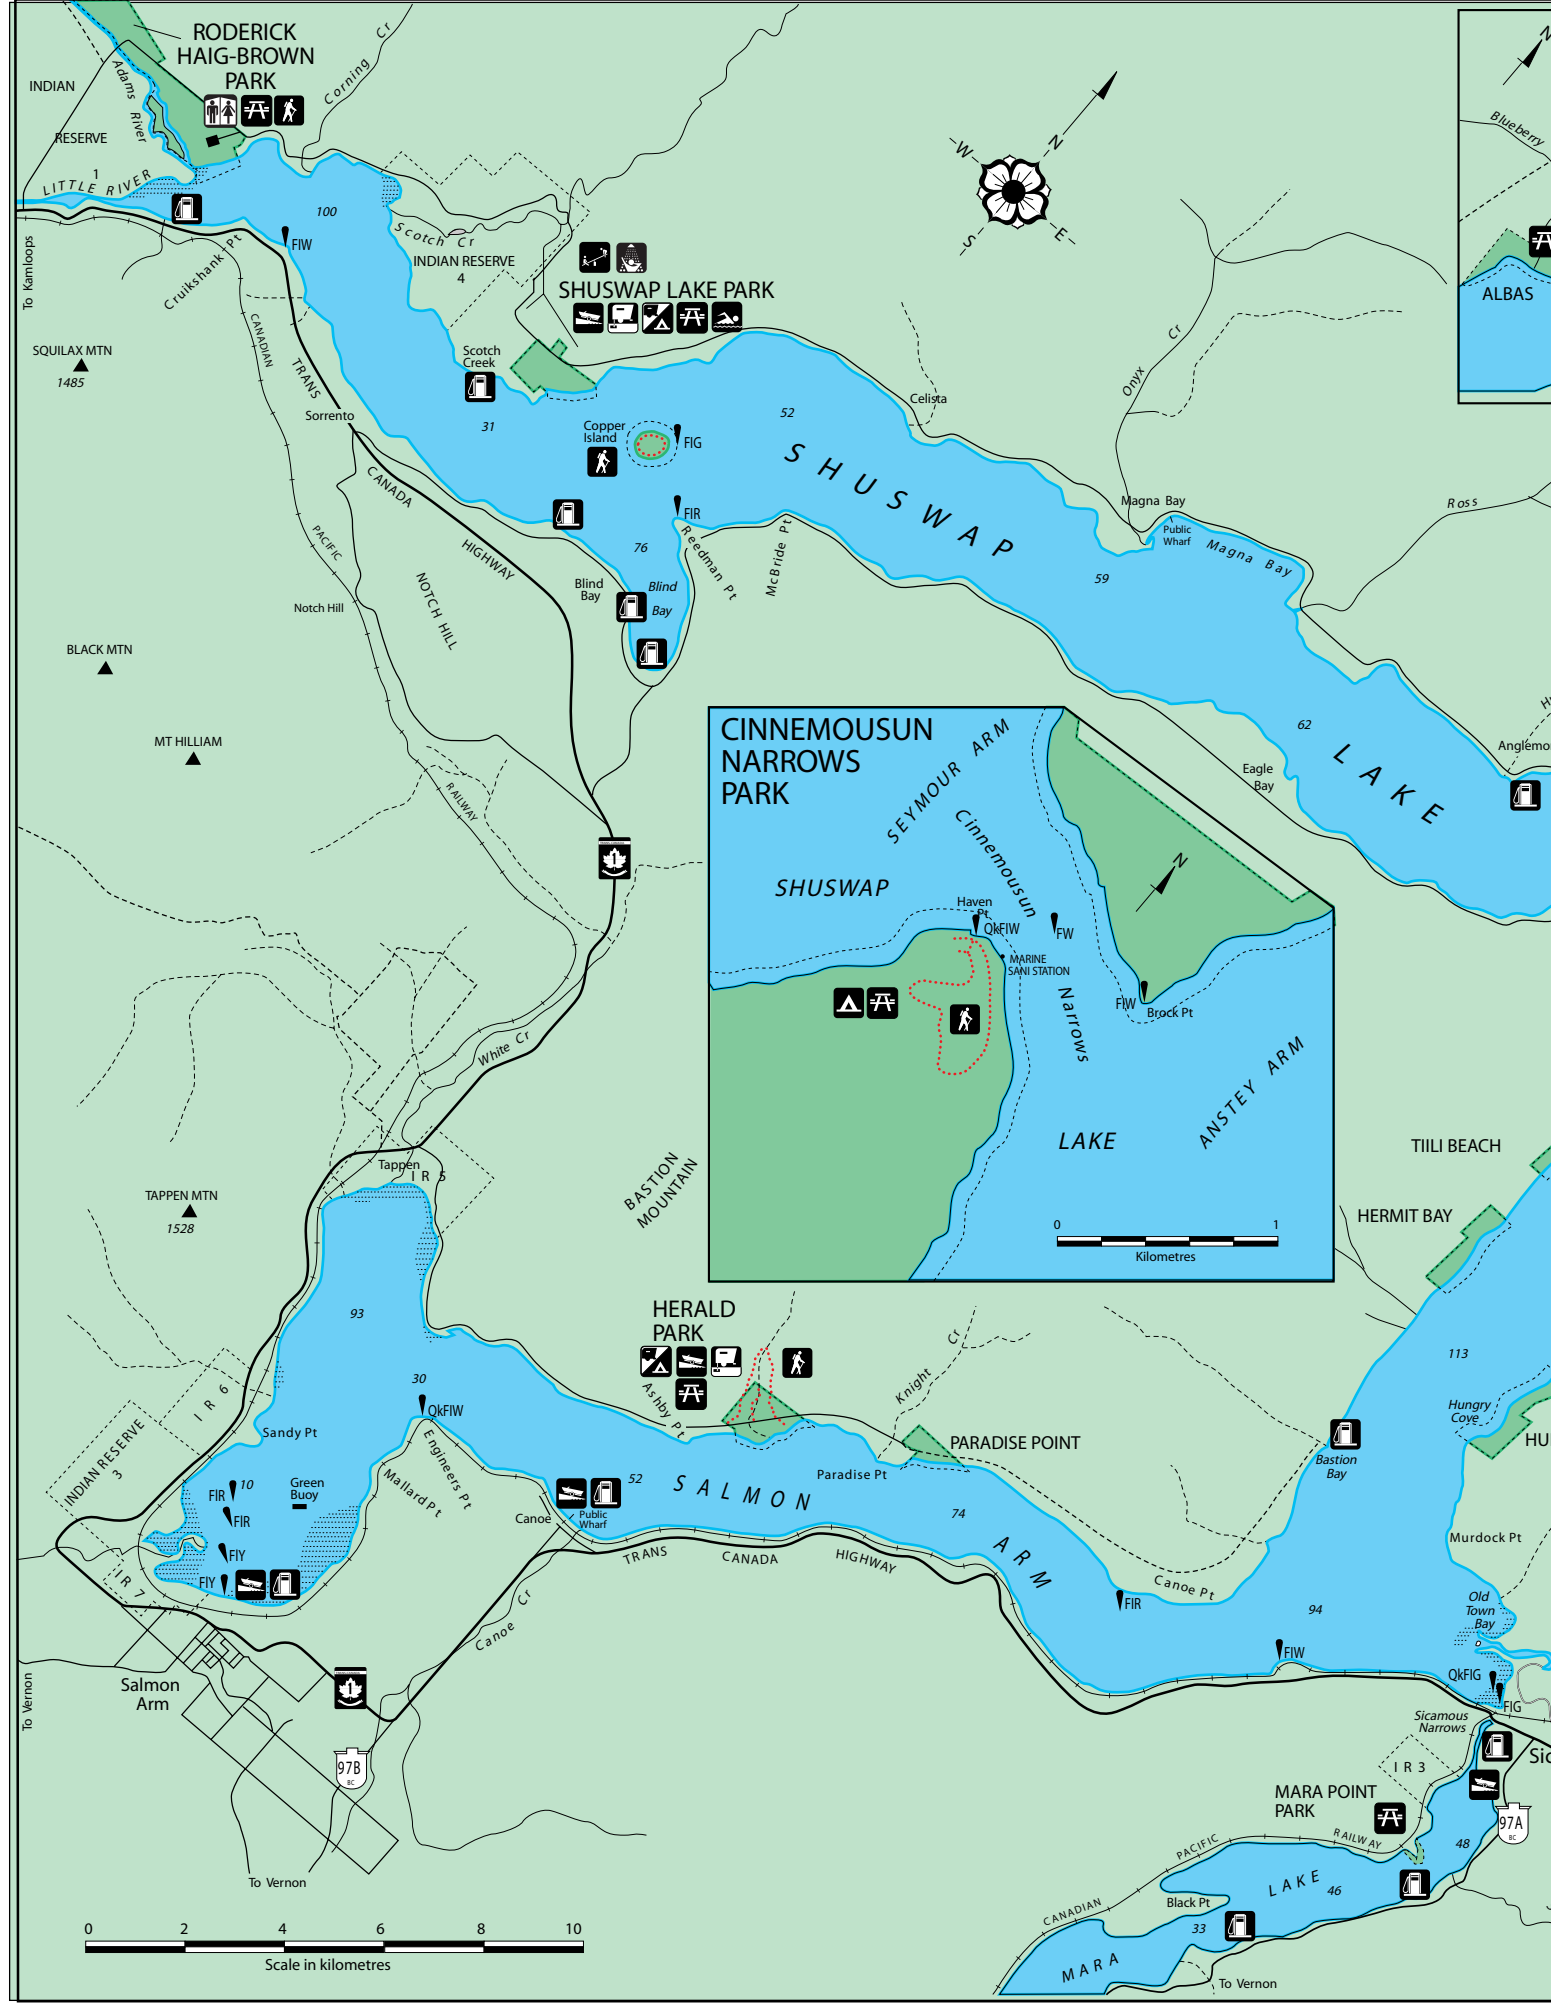 RODERICK
HAIG-BROWN
PARK
INDIAN
RESERVE
1
Adams River
LITTLE RIVER
Corning Cr
100
FIW
Cruikshank Pt
To Kamloops
Scotch Cr
INDIAN RESERVE
4
SHUSWAP LAKE PARK
W
N
S
E
N
Blueberry
ALBAS
SQUILAX MTN
1485
CANADIAN
TRANS
Sorrento
Scotch
Creek
31
Copper
Island
FIG
52
Celista
Onyx Cr
SHUSWAP
CANADA
HIGHWAY
PACIFIC
FIR
Reedman Pt
McBride Pt
76
Blind
Bay
Blind
Bay
Magna Bay
Public
Wharf
Magna Bay
Ross
59
Notch Hill
NOTCH HILL
BLACK MTN
MT HILLIAM
RAILWAY
62
LAKE
Eagle
Bay
1
CINNEMOUSUN
NARROWS
PARK
SEYMOUR ARM
Cinnemousun
Narrows
SHUSWAP
Haven
Pt
QkFIW
FW
MARINE
SANI STATION
N
FIW
Brock Pt
ANSTEY ARM
LAKE
0 1
Kilometres
White Cr
Tappen
I R 5
BASTION
MOUNTAIN
TAPPEN MTN
1528
TIILI BEACH
HERMIT BAY
93
HERALD
PARK
113
30
QkFIW
Ashby Pt
Knight Cr
PARADISE POINT
Paradise Pt
Hungry
Cove
I R 6
INDIAN RESERVE
3
Sandy Pt
Engineers Pt
Mallard Pt
Bastion
Bay
10
Green
Buoy
FIR
FIR
FIY
FIY
52
SALMON
ARM
Canoe
Public
Wharf
74
Murdock Pt
TRANS CANADA HIGHWAY
I R 7
Canoe Cr
FIR
Canoe Pt
94
Old
Town
Bay
FIW
QkFIG
FIG
Salmon
Arm
To Vernon
Sicamous
Narrows
97B
BC
I R 3
MARA POINT
PARK
97A
BC
CANADIAN
PACIFIC
RAILWAY
48
To Vernon
LAKE
46
Black Pt
33
MARA
To Vernon
0 2 4 6 8 10
Scale in kilometres